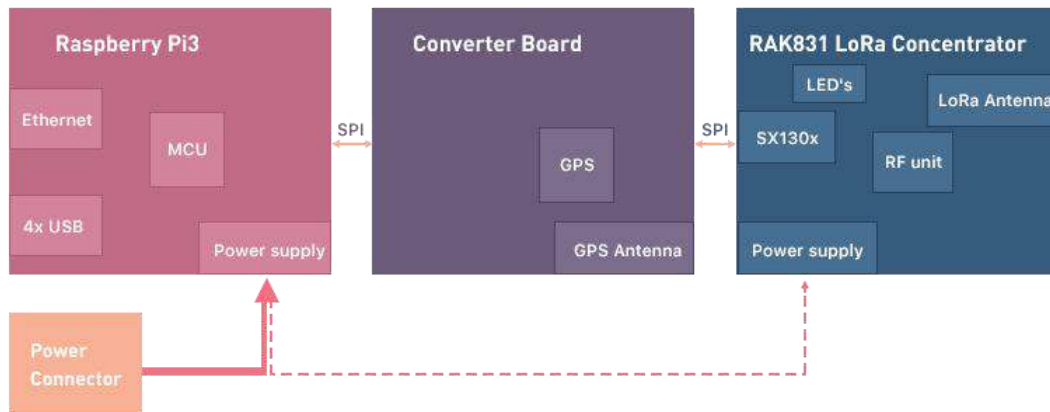 Raspberry Pi3
Ethernet
MCU
4x USB
Power supply
SPI
Converter Board
GPS
GPS Antenna
SPI
RAK831 LoRa Concentrator
LED's
LoRa Antenna
SX130x
RF unit
Power supply
Power
Connector